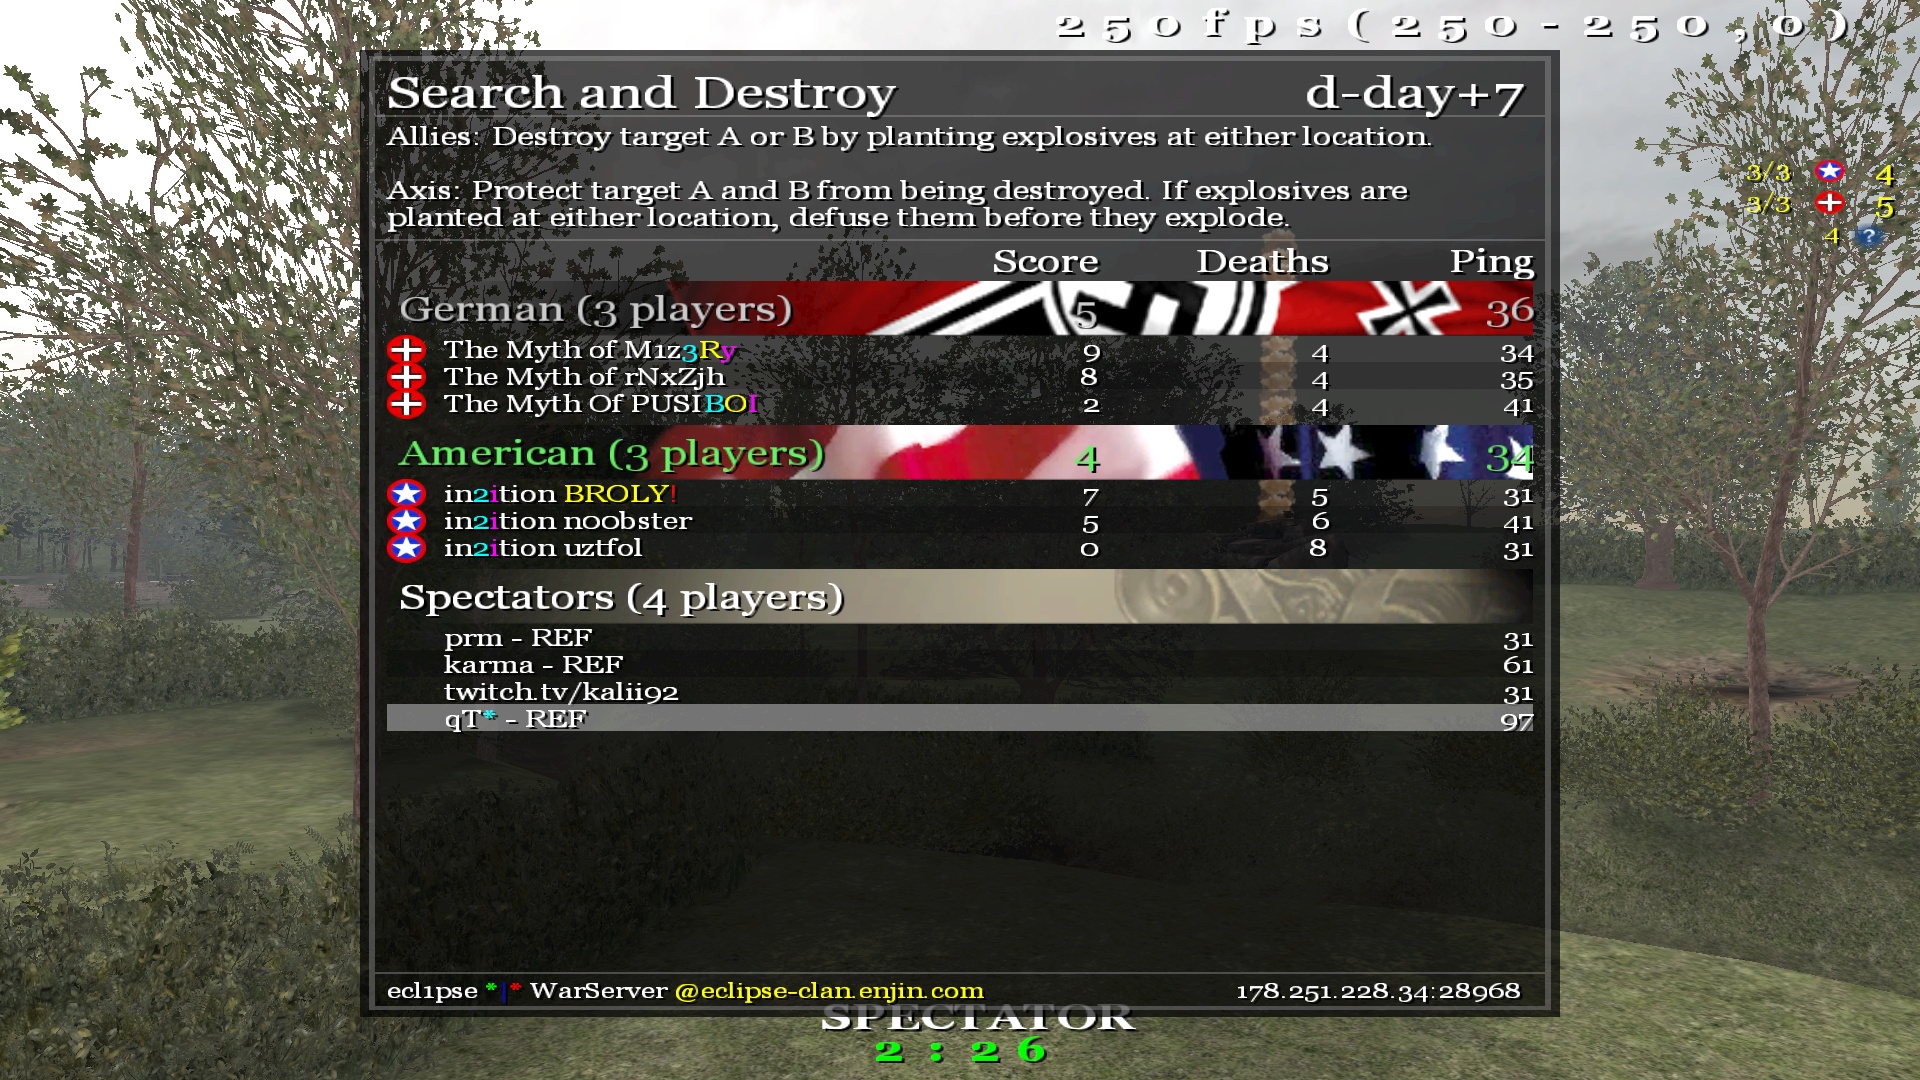 250fps(250-250,0)
Search and Destroy d-day+7
Allies: Destroy target A or B by planting explosives at either location.
Axis: Protect target A and B from being destroyed. If explosives are
planted at either location, defuse them before they explode.
3/3 4
3/3 5
4 ?
Score Deaths Ping
German (3 players) 5 36
The Myth of M1z3Ry 9 4 34
The Myth of rNxZjh 8 4 35
The Myth Of PUSIBOI 2 4 41
American (3 players) 4 34
in2ition BROLY! 7 5 31
in2ition noobster 5 6 41
in2ition uztfol 0 8 31
Spectators (4 players)
prm - REF 31
karma - REF 61
twitch.tv/kalii92 31
qT* - REF 97
ecl1pse *|* WarServer @eclipse-clan.enjin.com 178.251.228.34:28968
SPECTATOR
2:26